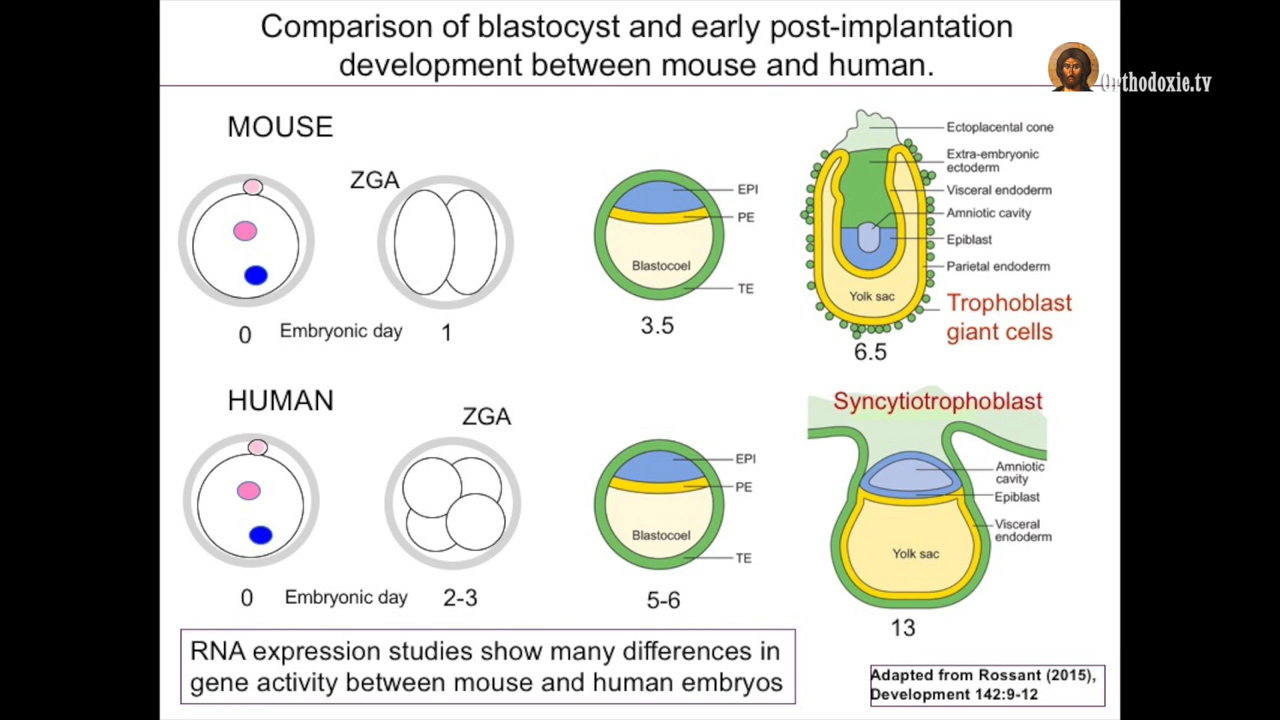 Comparison of blastocyst and early post-implantation
development between mouse and human.
Orthodoxie.tv
MOUSE
ZGA
EPI
PE
Blastocoel
TE
Ectoplacental cone
Extra-embryonic
ectoderm
Visceral endoderm
Amniotic cavity
Epiblast
Parietal endoderm
Yolk sac
Trophoblast
giant cells
0
Embryonic day
1
3.5
6.5
HUMAN
ZGA
Syncytiotrophoblast
EPI
PE
Blastocoel
TE
Amniotic
cavity
Epiblast
Visceral
endoderm
Yolk sac
0
Embryonic day
2-3
5-6
13
RNA expression studies show many differences in
gene activity between mouse and human embryos
Adapted from Rossant (2015),
Development 142:9-12